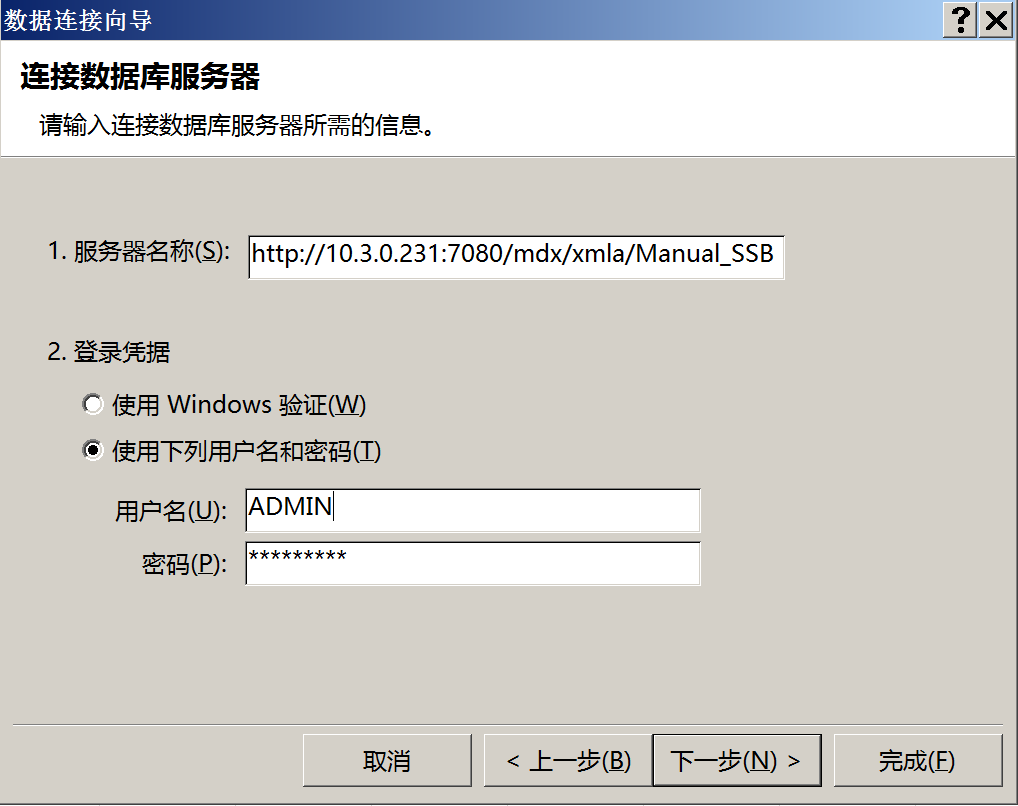 数据连接向导
连接数据库服务器
请输入连接数据库服务器所需的信息。
1. 服务器名称(S): http://10.3.0.231:7080/mdx/xmla/Manual_SSB
2. 登录凭据
使用 Windows 验证(W)
使用下列用户名和密码(T)
用户名(U): ADMIN
密码(P): *********
取消 < 上一步(B) 下一步(N) > 完成(F)